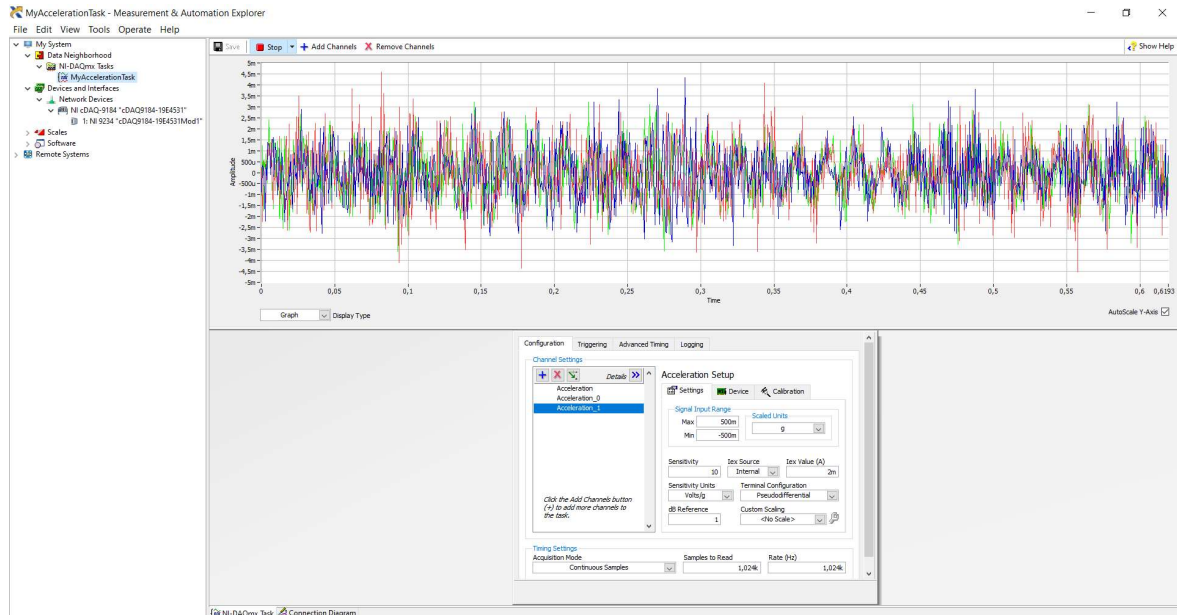 MyAccelerationTask - Measurement & Automation Explorer
File Edit View Tools Operate Help
My System
Data Neighborhood
NI-DAQmx Tasks
MyAccelerationTask
Devices and Interfaces
Network Devices
NI cDAQ-9184 "cDAQ9184-19E4531"
1: NI 9234 "cDAQ9184-19E4531Mod1"
Scales
Software
Remote Systems
Save Stop Add Channels Remove Channels Show Help
Amplitude
5m
4,5m
4m
3,5m
3m
2,5m
2m
1,5m
1m
500u
0
-500u
-1m
-1,5m
-2m
-2,5m
-3m
-3,5m
-4m
-4,5m
-5m
0 0,05 0,1 0,15 0,2 0,25 0,3 0,35 0,4 0,45 0,5 0,55 0,6 0,6193
Time
Graph Display Type AutoScale Y-Axis
Configuration Triggering Advanced Timing Logging
Channel Settings
Details
Acceleration
Acceleration_0
Acceleration_1
Click the Add Channels button
(+) to add more channels to
the task.
Acceleration Setup
Settings Device Calibration
Signal Input Range
Max 500m
Min -500m
Scaled Units
g
Sensitivity Iex Source Iex Value (A)
10 Internal 2m
Sensitivity Units Terminal Configuration
Volts/g Pseudodifferential
dB Reference Custom Scaling
1 <No Scale>
Timing Settings
Acquisition Mode Samples to Read Rate (Hz)
Continuous Samples 1,024k 1,024k
NI-DAQmx Task Connection Diagram